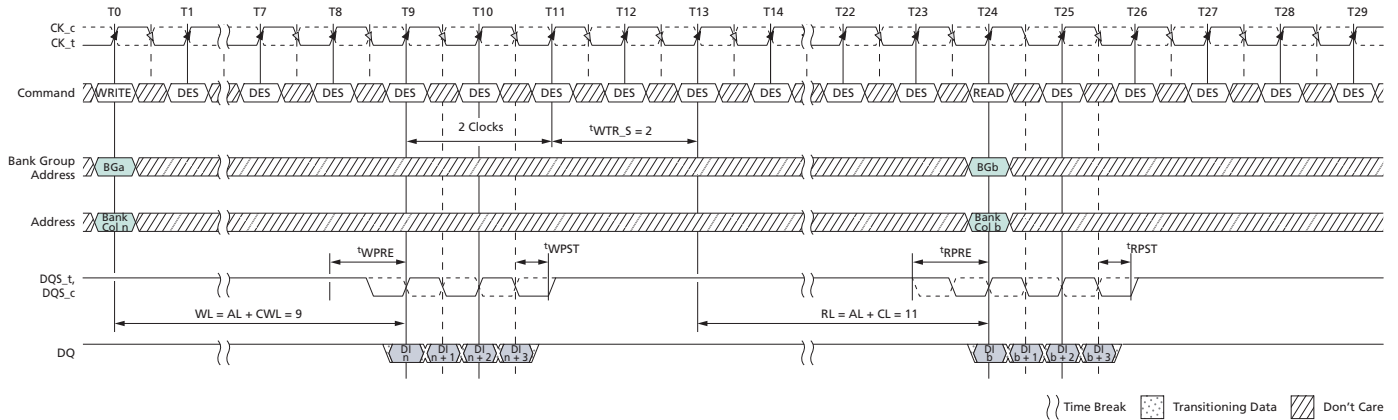 T0 T1 T7 T8 T9 T10 T11 T12 T13 T14 T22 T23 T24 T25 T26 T27 T28 T29
CK_c
CK_t
Command WRITE DES DES DES DES DES DES DES DES DES DES DES READ DES DES DES DES DES
2 Clocks tWTR_S = 2
Bank Group
Address
BGa BGb
Address
Bank
Col n
Bank
Col b
tWPRE tWPST tRPRE tRPST
DQS_t,
DQS_c
WL = AL + CWL = 9 RL = AL + CL = 11
DQ
DI
n
DI
n + 1
DI
n + 2
DI
n + 3
DI
b
DI
b + 1
DI
b + 2
DI
b + 3
Time Break Transitioning Data Don't Care